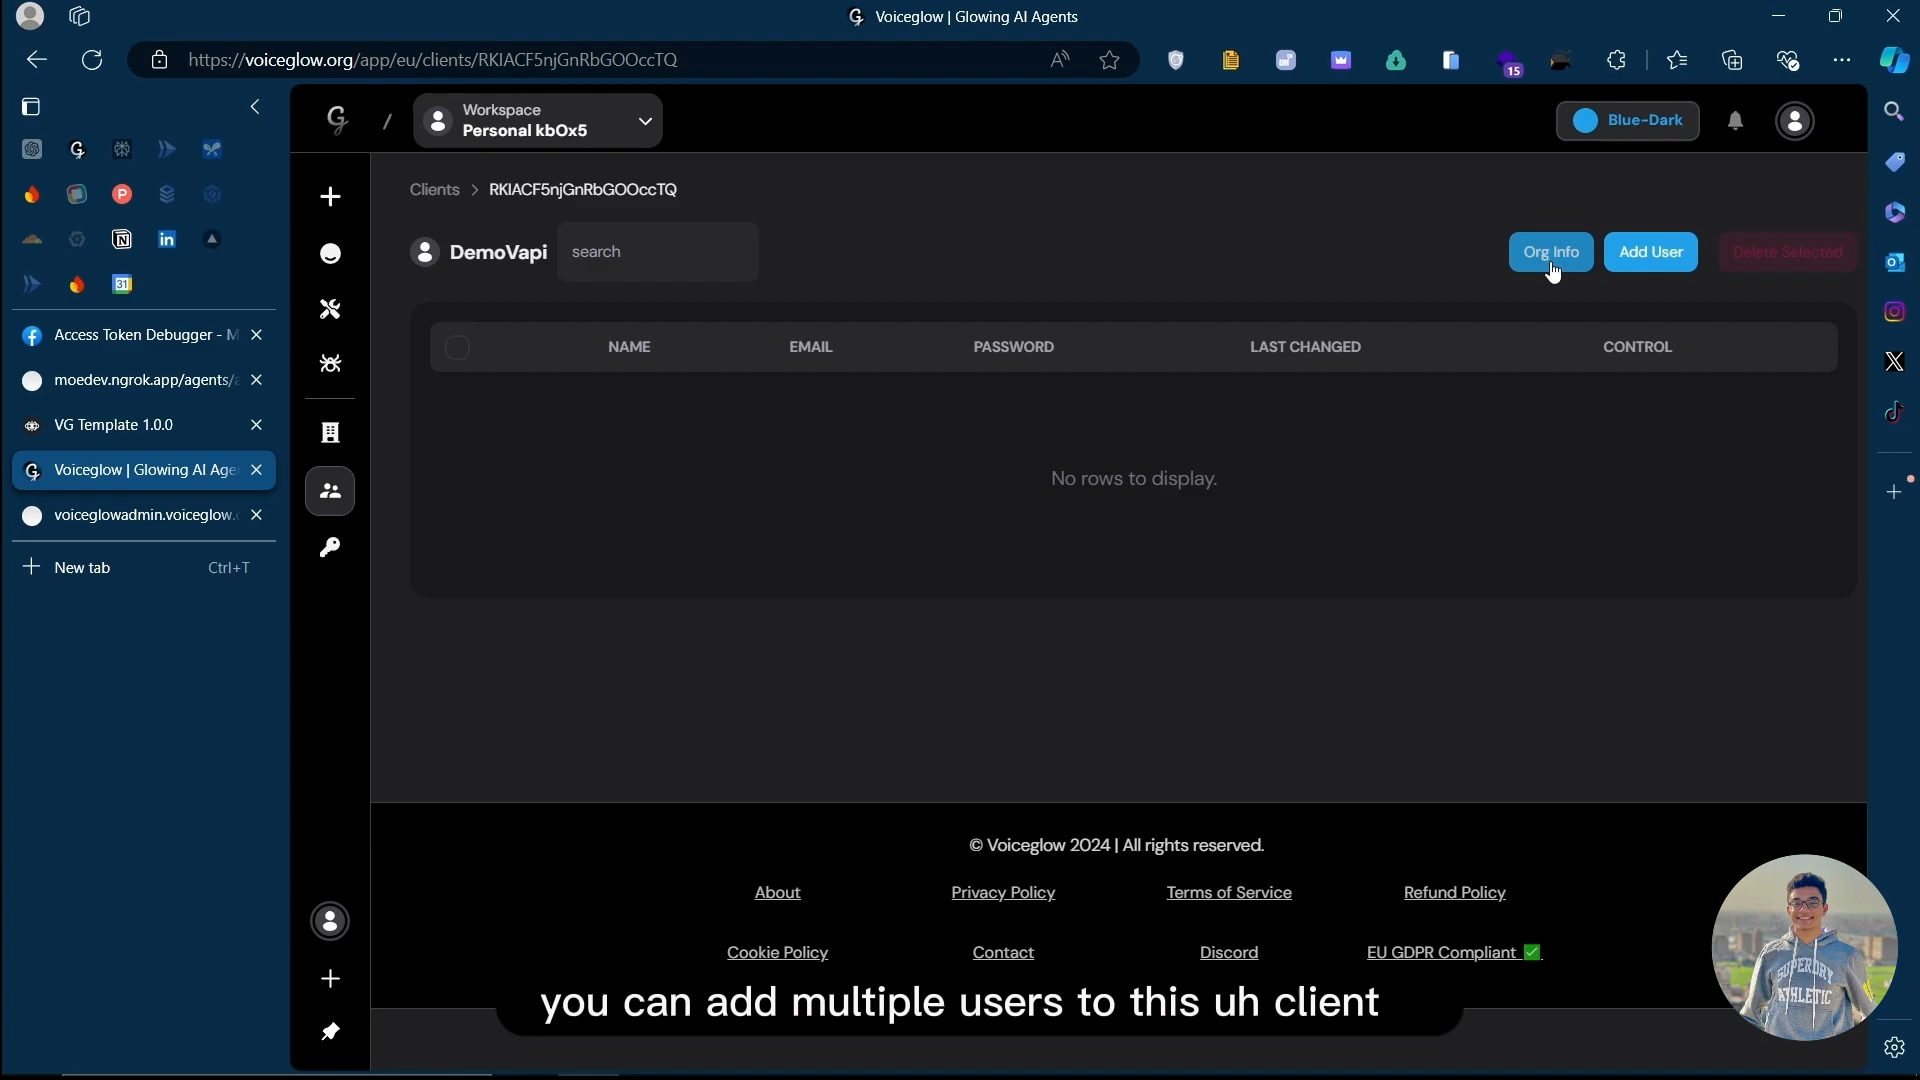 Voiceglow | Glowing AI Agents
https://voiceglow.org/app/eu/clients/RKIACF5njGnRbGOOccTQ
15
Workspace
Personal kbOx5
Blue-Dark
31
Access Token Debugger - M
moedev.ngrok.app/agents/a
VG Template 1.0.0
Voiceglow | Glowing AI Age
voiceglowadmin.voiceglow.
New tab
Ctrl+T
Clients > RKIACF5njGnRbGOOccTQ
DemoVapi
search
Org Info
Add User
Delete Selected
NAME
EMAIL
PASSWORD
LAST CHANGED
CONTROL
No rows to display.
© Voiceglow 2024 | All rights reserved.
About
Privacy Policy
Terms of Service
Refund Policy
Cookie Policy
Contact
Discord
EU GDPR Compliant ✅.
SUPERDRY
ATHLETIC
you can add multiple users to this uh client